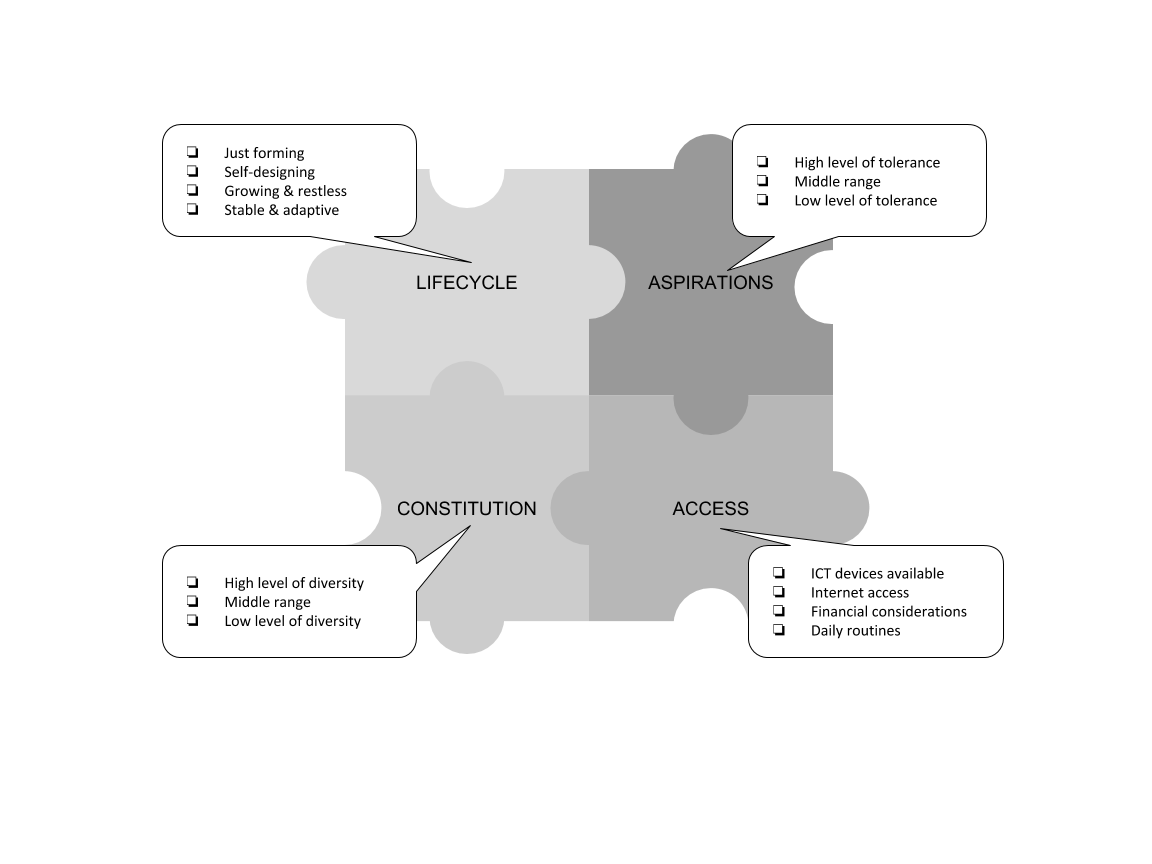 Just forming
Self-designing
Growing & restless
Stable & adaptive
High level of tolerance
Middle range
Low level of tolerance
LIFECYCLE
ASPIRATIONS
CONSTITUTION
ACCESS
High level of diversity
Middle range
Low level of diversity
ICT devices available
Internet access
Financial considerations
Daily routines